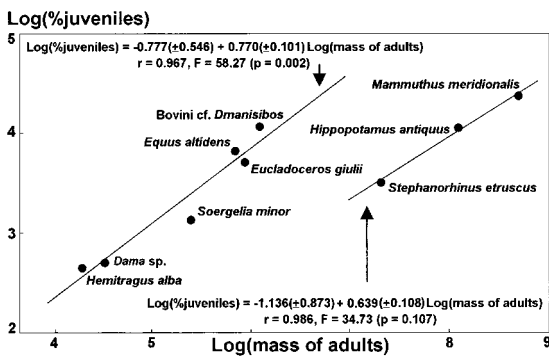 Log(%juveniles)
5
Log(%juveniles) = -0.777(±0.546) + 0.770(±0.101) Log(mass of adults)
r = 0.967, F = 58.27 (p = 0.002)
Mammuthus meridionalis
Bovini cf. Dmanisibos
4
Hippopotamus antiquus
Equus altidens
Eucladoceros giulii
Stephanorhinus etruscus
Soergelia minor
3
Dama sp.
Hemitragus alba
Log(%juveniles) = -1.136(±0.873) + 0.639(±0.108) Log(mass of adults)
r = 0.986, F = 34.73 (p = 0.107)
2
4 5 Log(mass of adults) 8 9